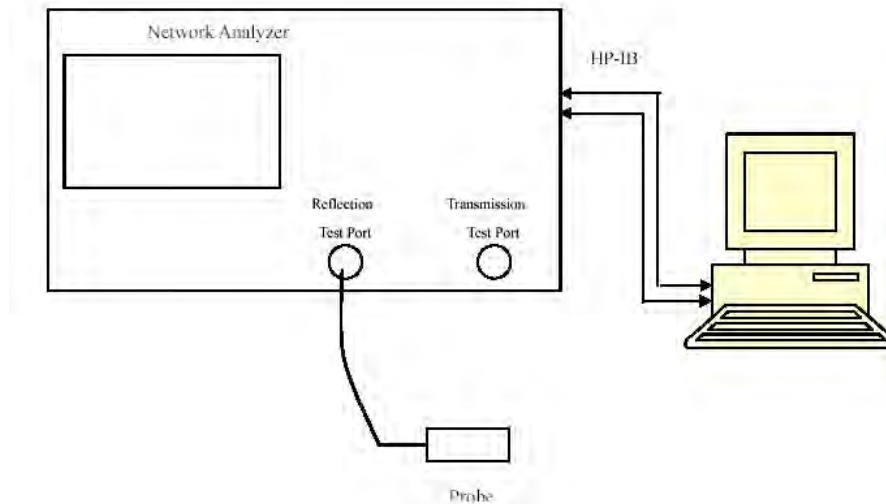 Network Analyzer
HP-IB
Reflection
Test Port
Transmission
Test Port
Probe